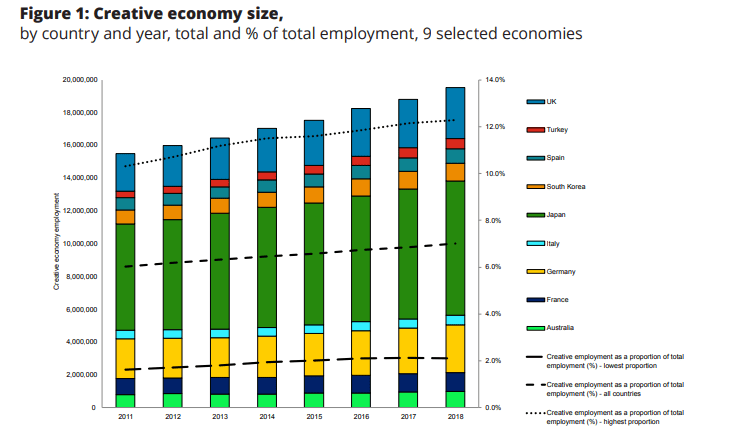 Figure 1: Creative economy size,
by country and year, total and % of total employment, 9 selected economies
20,000,000
18,000,000
16,000,000
14,000,000
12,000,000
10,000,000
8,000,000
6,000,000
4,000,000
2,000,000
0
Creative economy employment
2011 2012 2013 2014 2015 2016 2017 2018
14.0%
12.0%
10.0%
8.0%
6.0%
4.0%
2.0%
0.0%
UK
Turkey
Spain
South Korea
Japan
Italy
Germany
France
Australia
Creative employment as a proportion of total
employment (%) - lowest proportion
Creative employment as a proportion of total
employment (%) - all countries
Creative employment as a proportion of total
employment (%) - highest proportion